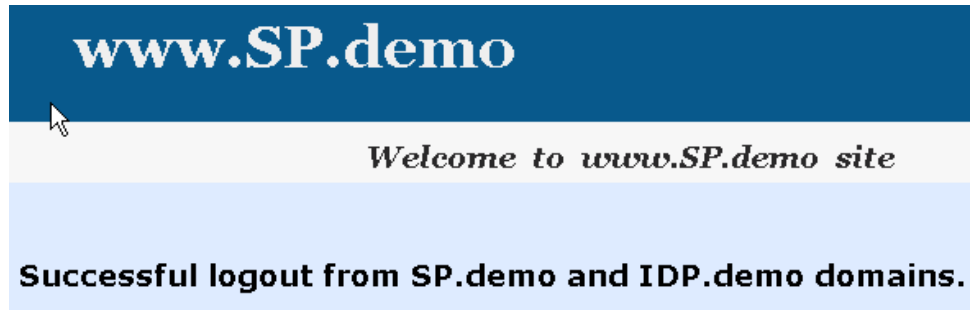 www.SP.demo
Welcome to www.SP.demo site
Successful logout from SP.demo and IDP.demo domains.